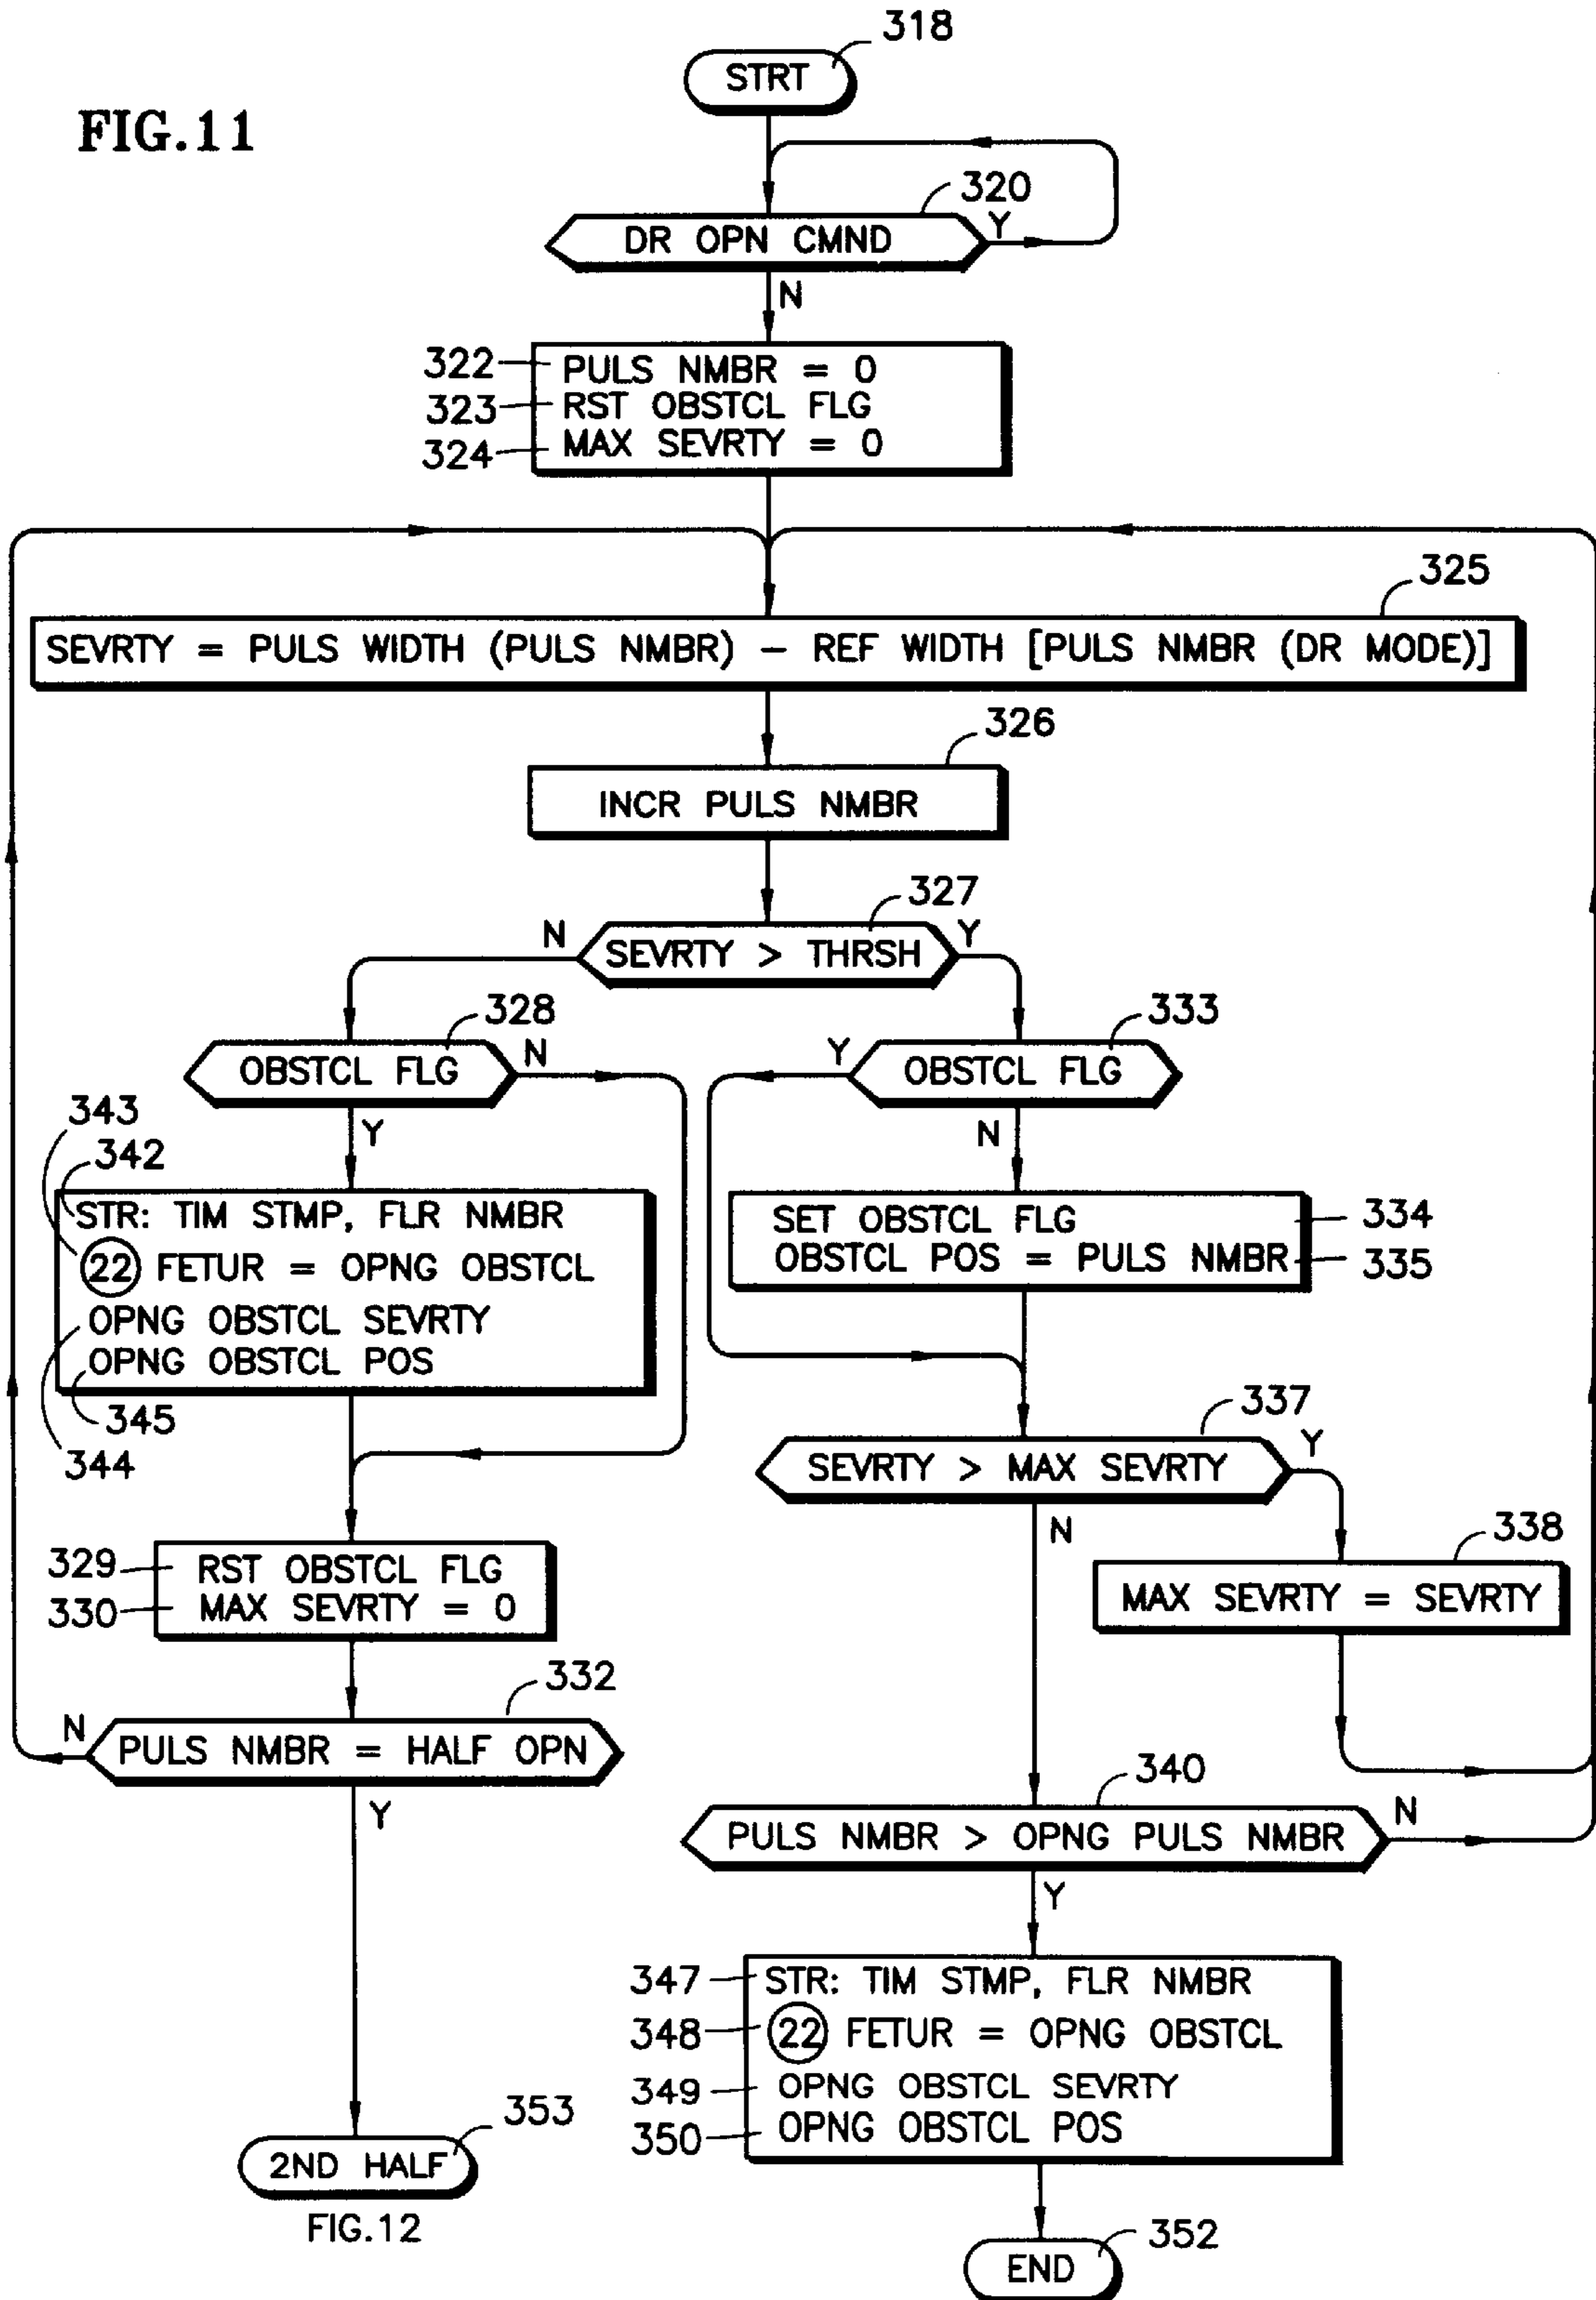 FIG.11
318
STRT
320
DR OPN CMND
Y
N
322 PULS NMBR = 0
323 RST OBSTCL FLG
324 MAX SEVRTY = 0
325
SEVRTY = PULS WIDTH (PULS NMBR) - REF WIDTH [PULS NMBR (DR MODE)]
326
INCR PULS NMBR
327
N
SEVRTY > THRSH
Y
328
OBSTCL FLG
N
Y
333
Y
OBSTCL FLG
N
343
342
STR: TIM STMP, FLR NMBR
22 FETUR = OPNG OBSTCL
OPNG OBSTCL SEVRTY
OPNG OBSTCL POS
345
344
SET OBSTCL FLG 334
OBSTCL POS = PULS NMBR 335
337
SEVRTY > MAX SEVRTY
Y
N
338
MAX SEVRTY = SEVRTY
329 RST OBSTCL FLG
330 MAX SEVRTY = 0
332
N
PULS NMBR = HALF OPN
Y
340
PULS NMBR > OPNG PULS NMBR
N
Y
347 STR: TIM STMP, FLR NMBR
348 22 FETUR = OPNG OBSTCL
349 OPNG OBSTCL SEVRTY
350 OPNG OBSTCL POS
353
2ND HALF
FIG.12
352
END